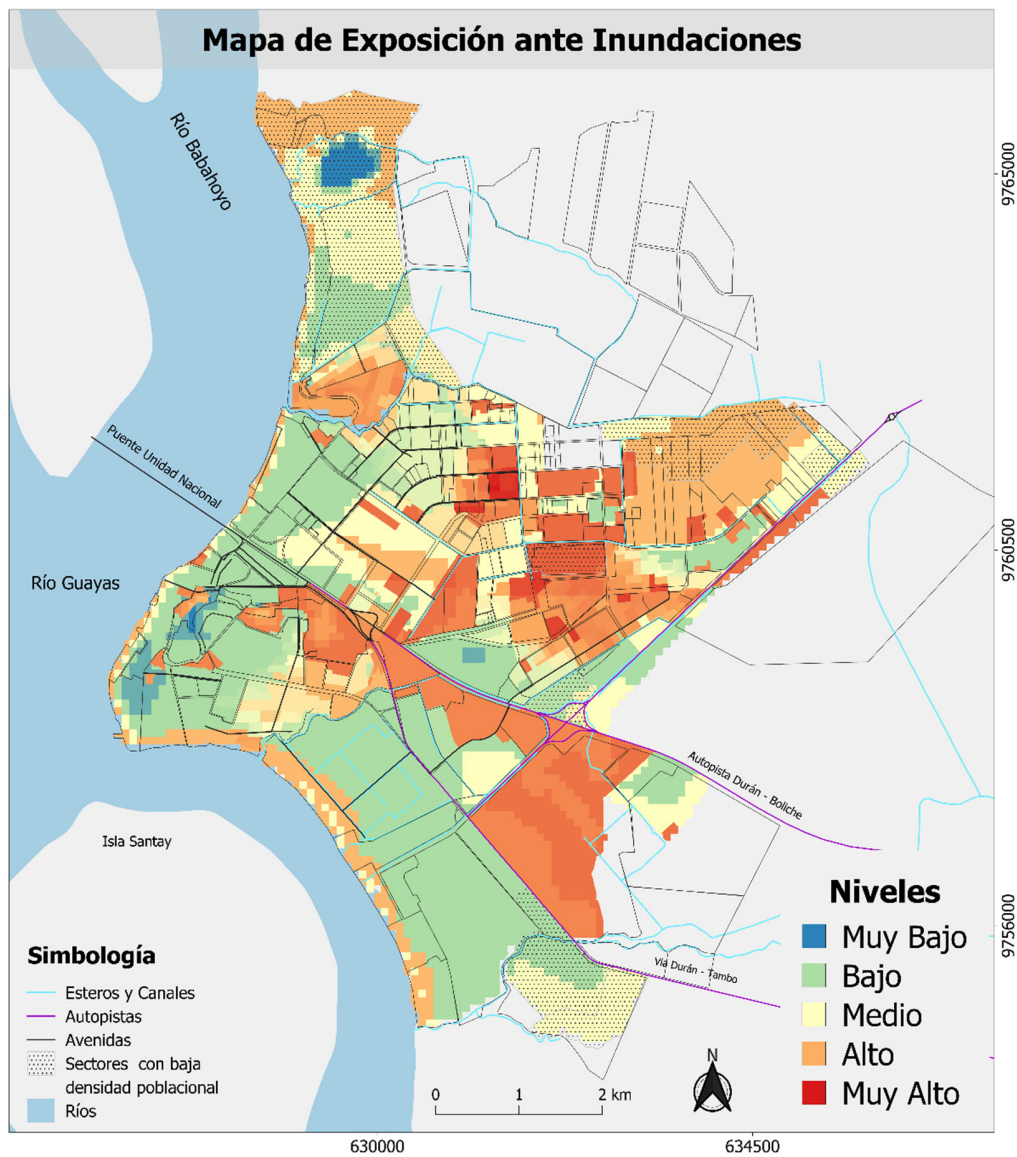 Mapa de Exposición ante Inundaciones
Río Babahoyo
9765000
Puente Unidad Nacional
9760500
Río Guayas
Autopista Durán - Boliche
Isla Santay
Niveles
Muy Bajo
Bajo
Medio
Alto
Muy Alto
9756000
Via Durán - Tambo
Simbología
Esteros y Canales
Autopistas
Avenidas
Sectores con baja
densidad poblacional
Ríos
N
0 1 2 km
630000 634500